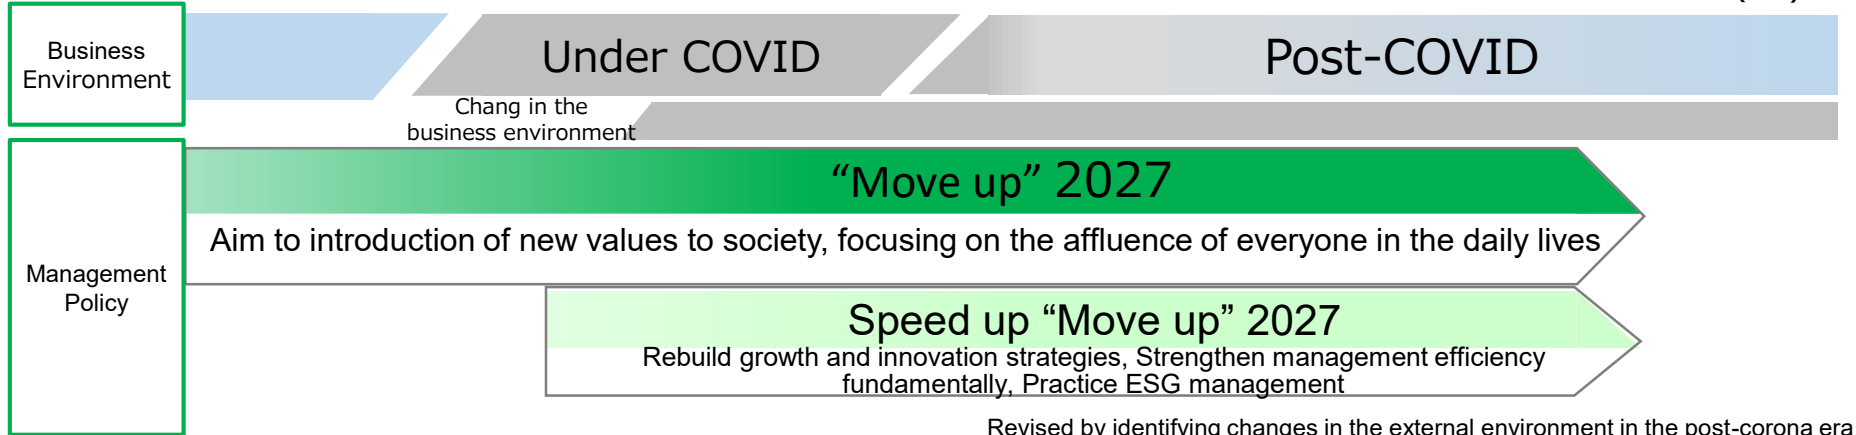 Business
Environment
Under COVID
Post-COVID
Chang in the
business environment
Management
Policy
“Move up” 2027
Aim to introduction of new values to society, focusing on the affluence of everyone in the daily lives
Speed up “Move up” 2027
Rebuild growth and innovation strategies, Strengthen management efficiency
fundamentally, Practice ESG management
Revised by identifying changes in the external environment in the post-corona era